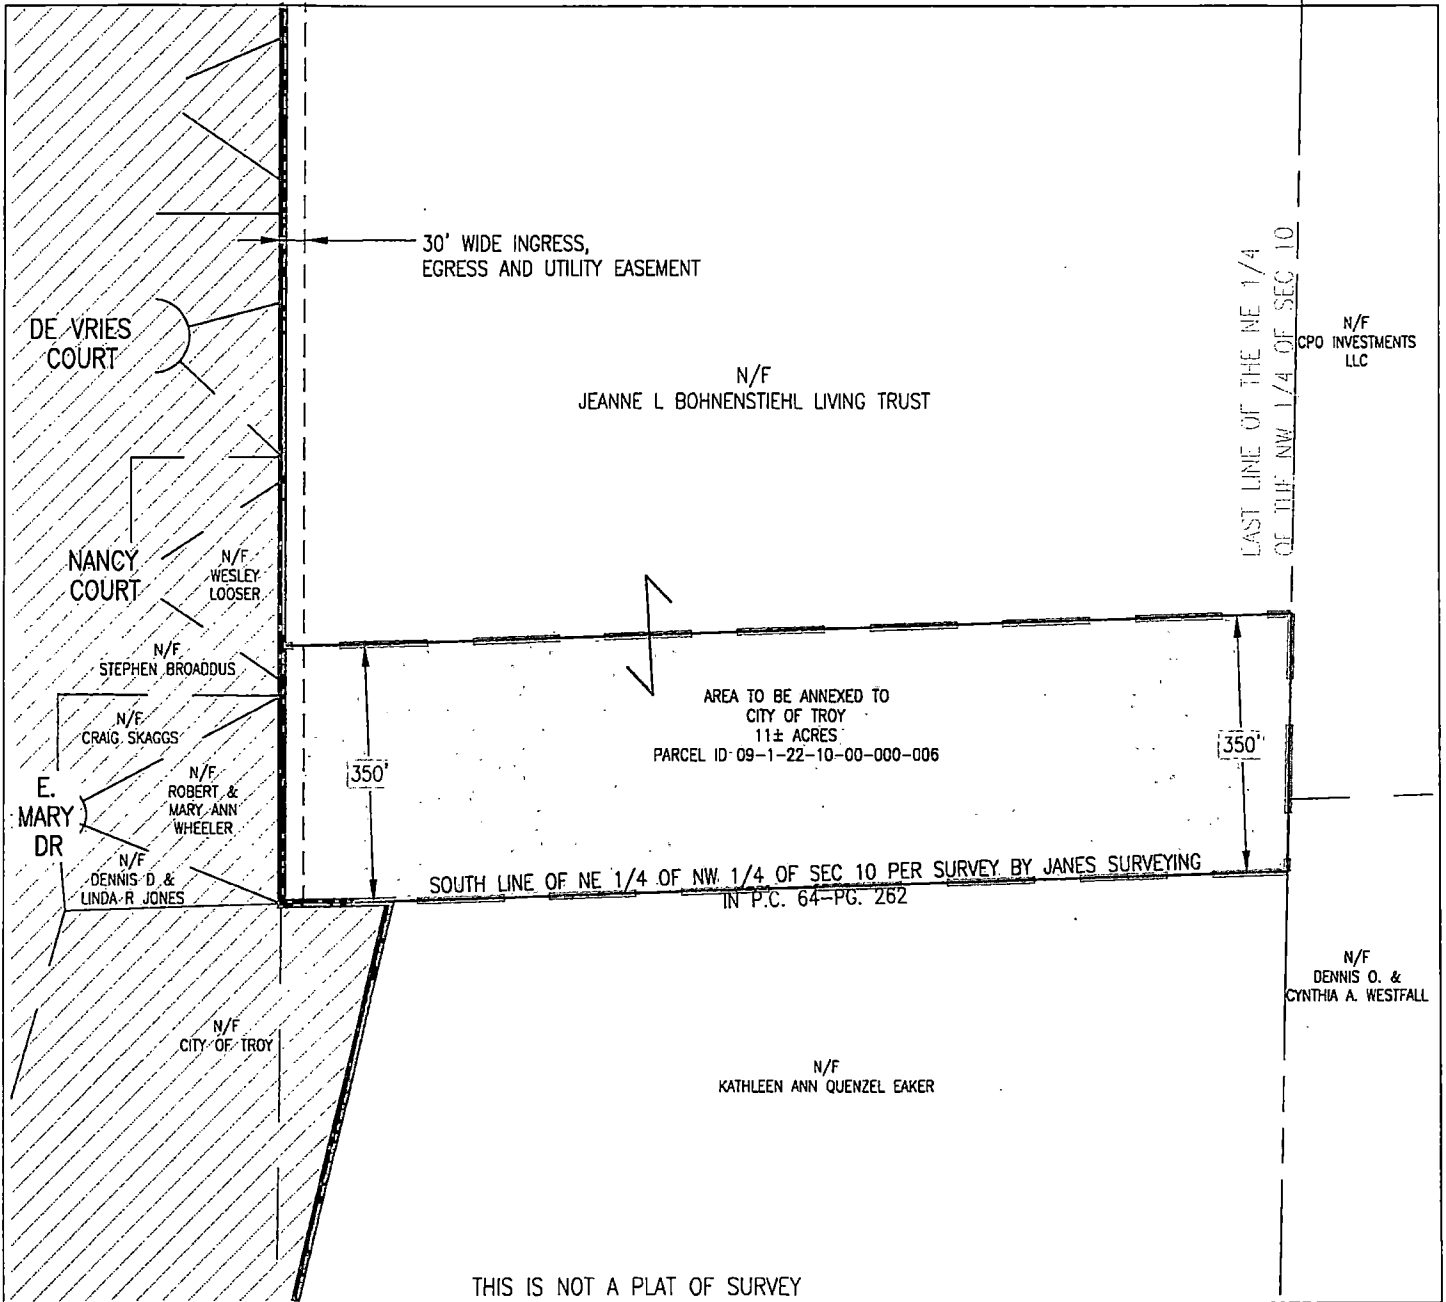 30' WIDE INGRESS,
EGRESS AND UTILITY EASEMENT
DE VRIES
COURT
N/F
JEANNE L BOHNENSTIEHL LIVING TRUST
EAST LINE OF THE NE 1/4
OF THE NW 1/4 OF SEC 10
N/F
CPO INVESTMENTS
LLC
NANCY
COURT
N/F
WESLEY
LOOSER
N/F
STEPHEN BROADDUS
N/F
CRAIG SKAGGS
E.
MARY
DR
N/F
ROBERT &
MARY ANN
WHEELER
N/F
DENNIS D &
LINDA R JONES
350'
AREA TO BE ANNEXED TO
CITY OF TROY
11± ACRES
PARCEL ID 09-1-22-10-00-000-006
350'
SOUTH LINE OF NE 1/4 OF NW 1/4 OF SEC 10 PER SURVEY BY JANES SURVEYING
IN P.C. 64-PG. 262
N/F
CITY OF TROY
N/F
KATHLEEN ANN QUENZEL EAKER
N/F
DENNIS O. &
CYNTHIA A. WESTFALL
THIS IS NOT A PLAT OF SURVEY